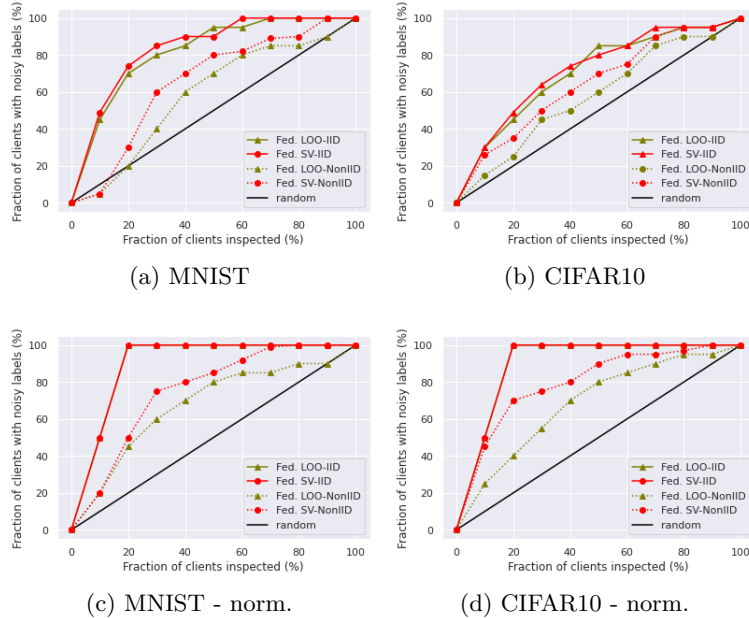 Fraction of clients with noisy labels (%)
100
80
60
40
20
0
Fed. LOO-IID
Fed. SV-IID
Fed. LOO-NonIID
Fed. SV-NonIID
random
0 20 40 60 80 100
Fraction of clients inspected (%)
(a) MNIST
Fraction of clients with noisy labels (%)
100
80
60
40
20
0
Fed. LOO-IID
Fed. SV-IID
Fed. LOO-NonIID
Fed. SV-NonIID
random
0 20 40 60 80 100
Fraction of clients inspected (%)
(b) CIFAR10
Fraction of clients with noisy labels (%)
100
80
60
40
20
0
Fed. LOO-IID
Fed. SV-IID
Fed. LOO-NonIID
Fed. SV-NonIID
random
0 20 40 60 80 100
Fraction of clients inspected (%)
(c) MNIST - norm.
Fraction of clients with noisy labels (%)
100
80
60
40
20
0
Fed. LOO-IID
Fed. SV-IID
Fed. LOO-NonIID
Fed. SV-NonIID
random
0 20 40 60 80 100
Fraction of clients inspected (%)
(d) CIFAR10 - norm.